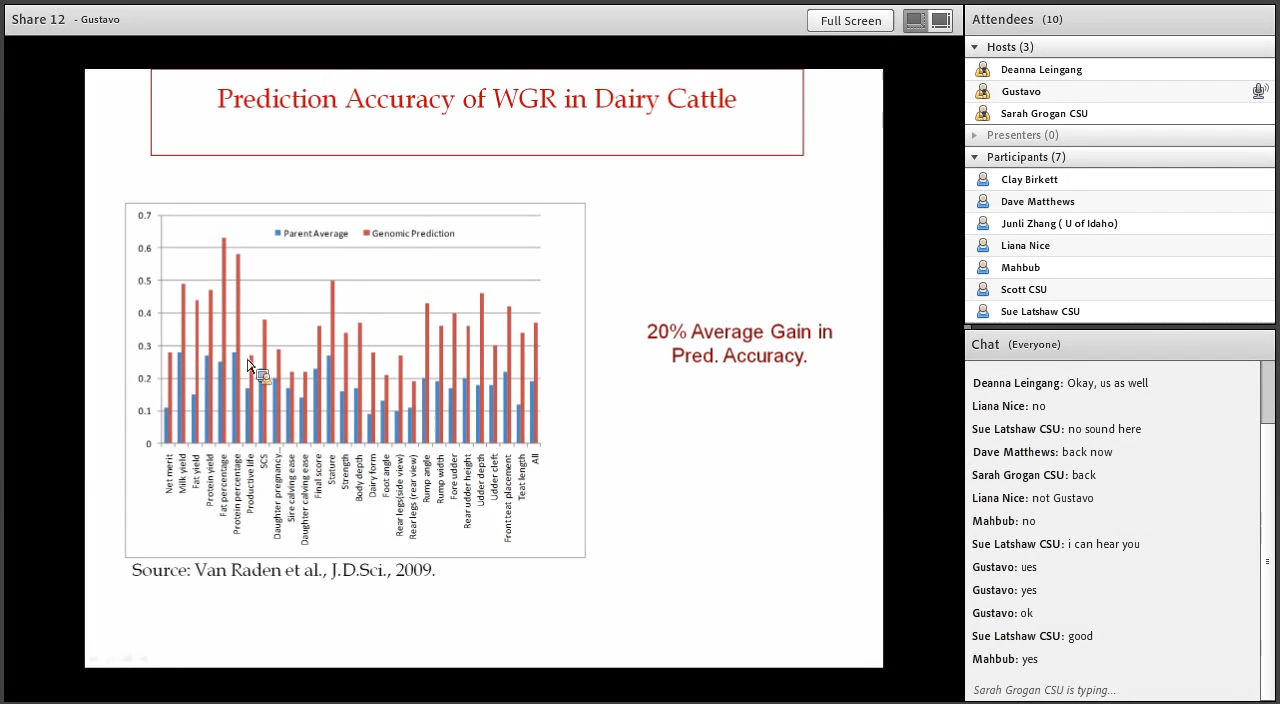 Share 12 - Gustavo
Full Screen
Prediction Accuracy of WGR in Dairy Cattle
0.7
0.6
0.5
0.4
0.3
0.2
0.1
0
Parent Average
Genomic Prediction
Net merit
Milk yield
Fat yield
Protein yield
Fat percentage
Protein percentage
Productive life
SCS
Daughter pregnancy...
Sire calving ease
Daughter calving ease
Final score
Stature
Strength
Body depth
Dairy form
Foot angle
Rear legs(side view)
Rear legs (rear view)
Rump angle
Rump width
Fore udder
Rear udder height
Udder depth
Udder cleft
Front teat placement
Teat length
All
20% Average Gain in
Pred. Accuracy.
Source: Van Raden et al., J.D.Sci., 2009.
Attendees (10)
Hosts (3)
Deanna Leingang
Gustavo
Sarah Grogan CSU
Presenters (0)
Participants (7)
Clay Birkett
Dave Matthews
Junli Zhang ( U of Idaho)
Liana Nice
Mahbub
Scott CSU
Sue Latshaw CSU
Chat (Everyone)
Deanna Leingang: Okay, us as well
Liana Nice: no
Sue Latshaw CSU: no sound here
Dave Matthews: back now
Sarah Grogan CSU: back
Liana Nice: not Gustavo
Mahbub: no
Sue Latshaw CSU: i can hear you
Gustavo: ues
Gustavo: yes
Gustavo: ok
Sue Latshaw CSU: good
Mahbub: yes
Sarah Grogan CSU is typing...